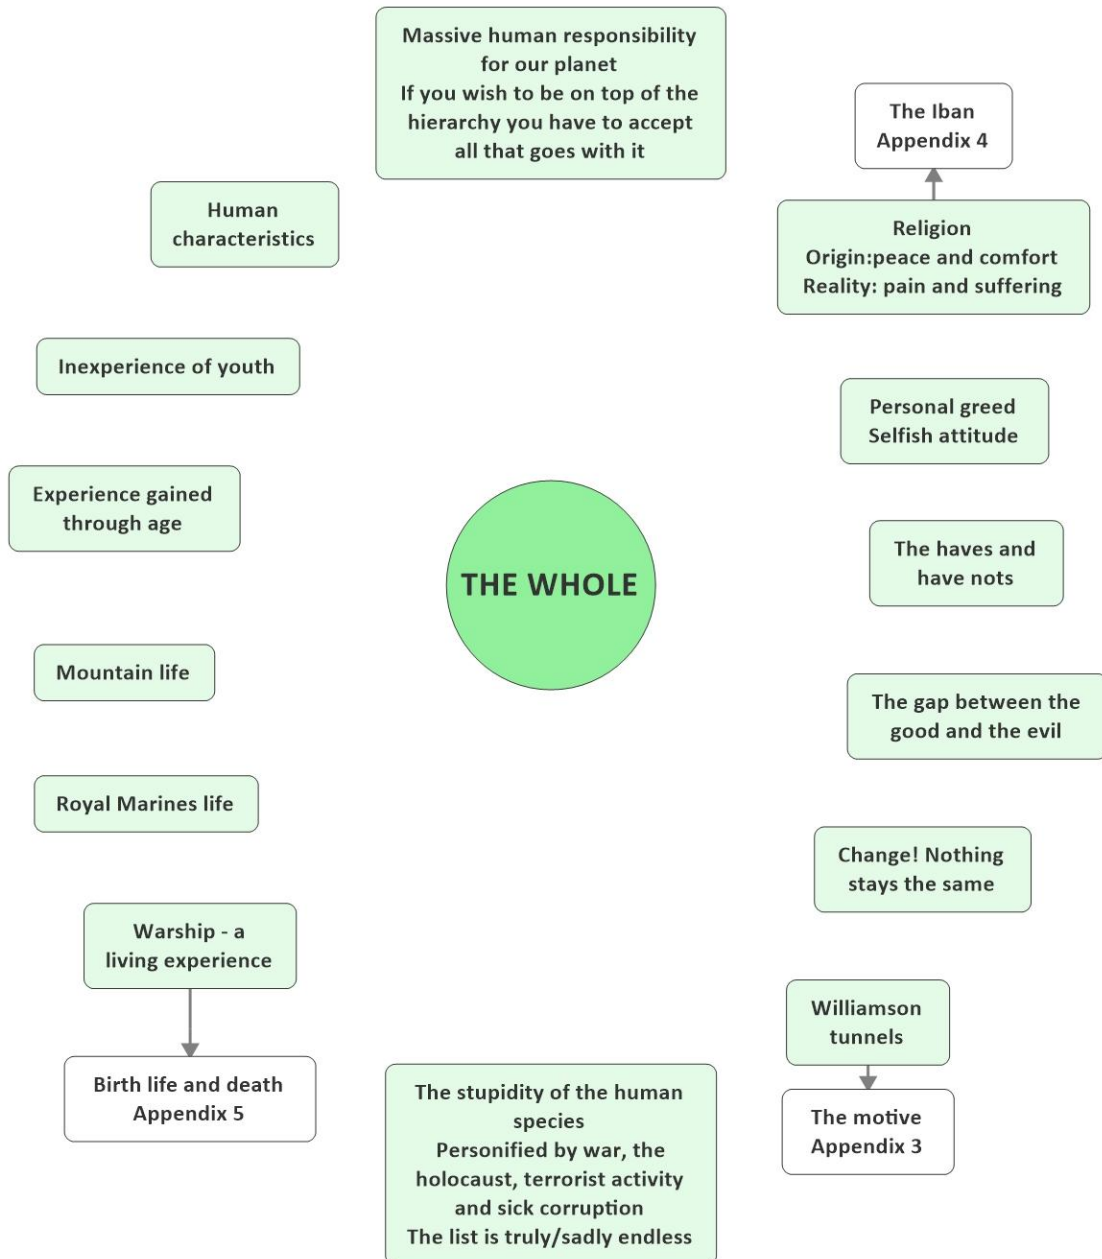 Massive human responsibility
for our planet
If you wish to be on top of the
hierarchy you have to accept
all that goes with it
The Iban
Appendix 4
Human
characteristics
Religion
Origin:peace and comfort
Reality: pain and suffering
Inexperience of youth
Personal greed
Selfish attitude
Experience gained
through age
The haves and
have nots
THE WHOLE
Mountain life
The gap between the
good and the evil
Royal Marines life
Change! Nothing
stays the same
Warship - a
living experience
Williamson
tunnels
Birth life and death
Appendix 5
The stupidity of the human
species
Personified by war, the
holocaust, terrorist activity
and sick corruption
The list is truly/sadly endless
The motive
Appendix 3